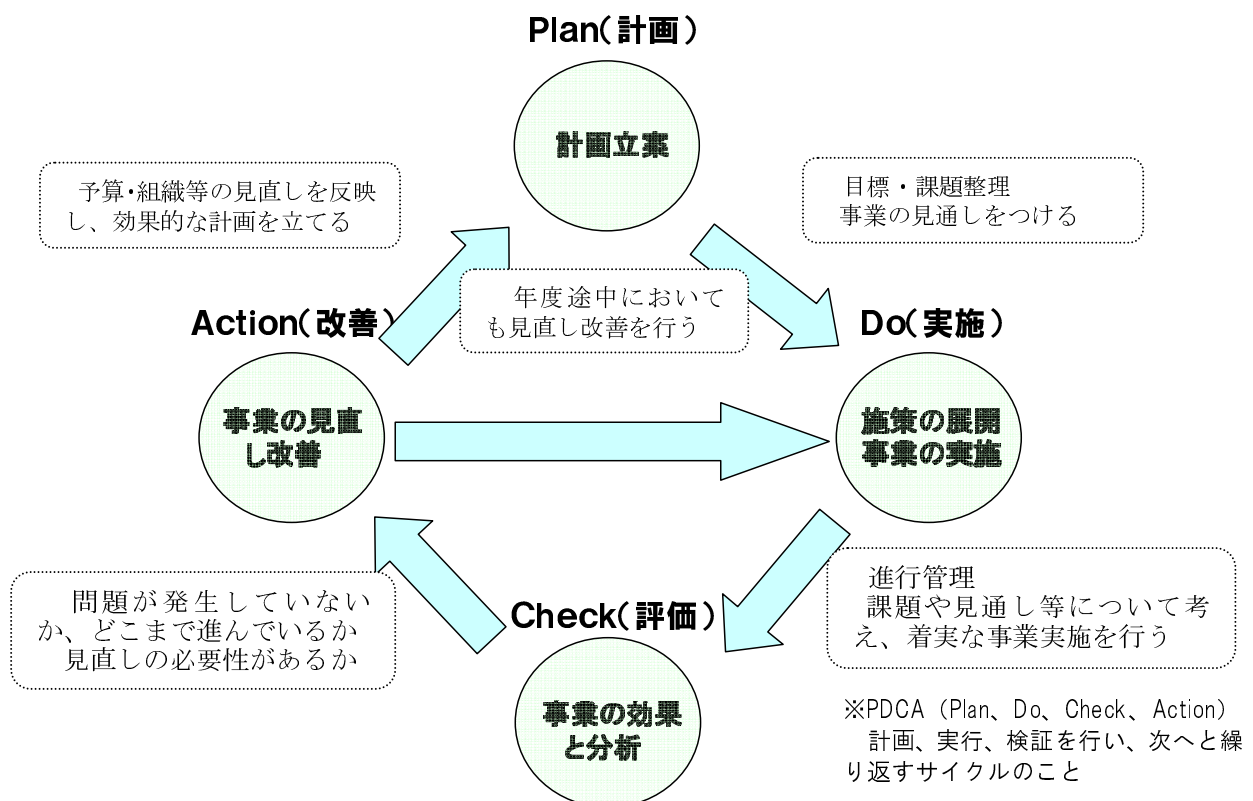 Plan(計画)
計画立案
予算・組織等の見直しを反映
し、効果的な計画を立てる
目標・課題整理
事業の見通しをつける
年度途中において
も見直し改善を行う
Action(改善)
Do(実施)
事業の見直
し改善
施策の展開
事業の実施
問題が発生していない
か、どこまで進んでいるか
見直しの必要性があるか
Check(評価)
進行管理
課題や見通し等について考
え、着実な事業実施を行う
事業の効果
と分析
※PDCA（Plan、Do、Check、Action）
計画、実行、検証を行い、次へと繰
り返すサイクルのこと